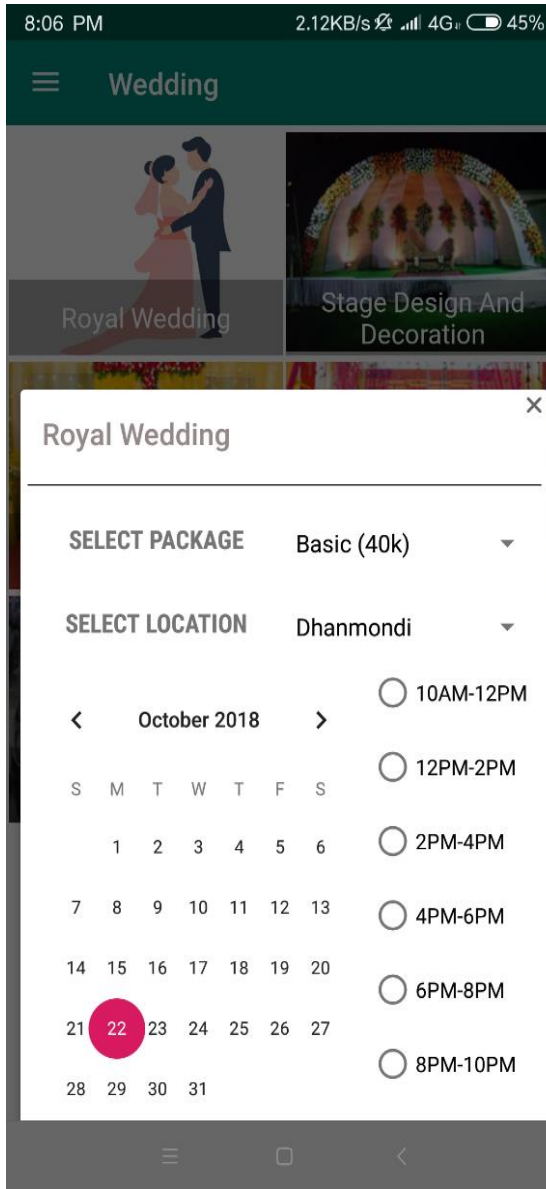 8:06 PM 2.12KB/s 4G 45%
Wedding
Royal Wedding
Stage Design And
Decoration
Royal Wedding
SELECT PACKAGE Basic (40k)
SELECT LOCATION Dhanmondi
October 2018
S M T W T F S
1 2 3 4 5 6
7 8 9 10 11 12 13
14 15 16 17 18 19 20
21 22 23 24 25 26 27
28 29 30 31
10AM-12PM
12PM-2PM
2PM-4PM
4PM-6PM
6PM-8PM
8PM-10PM